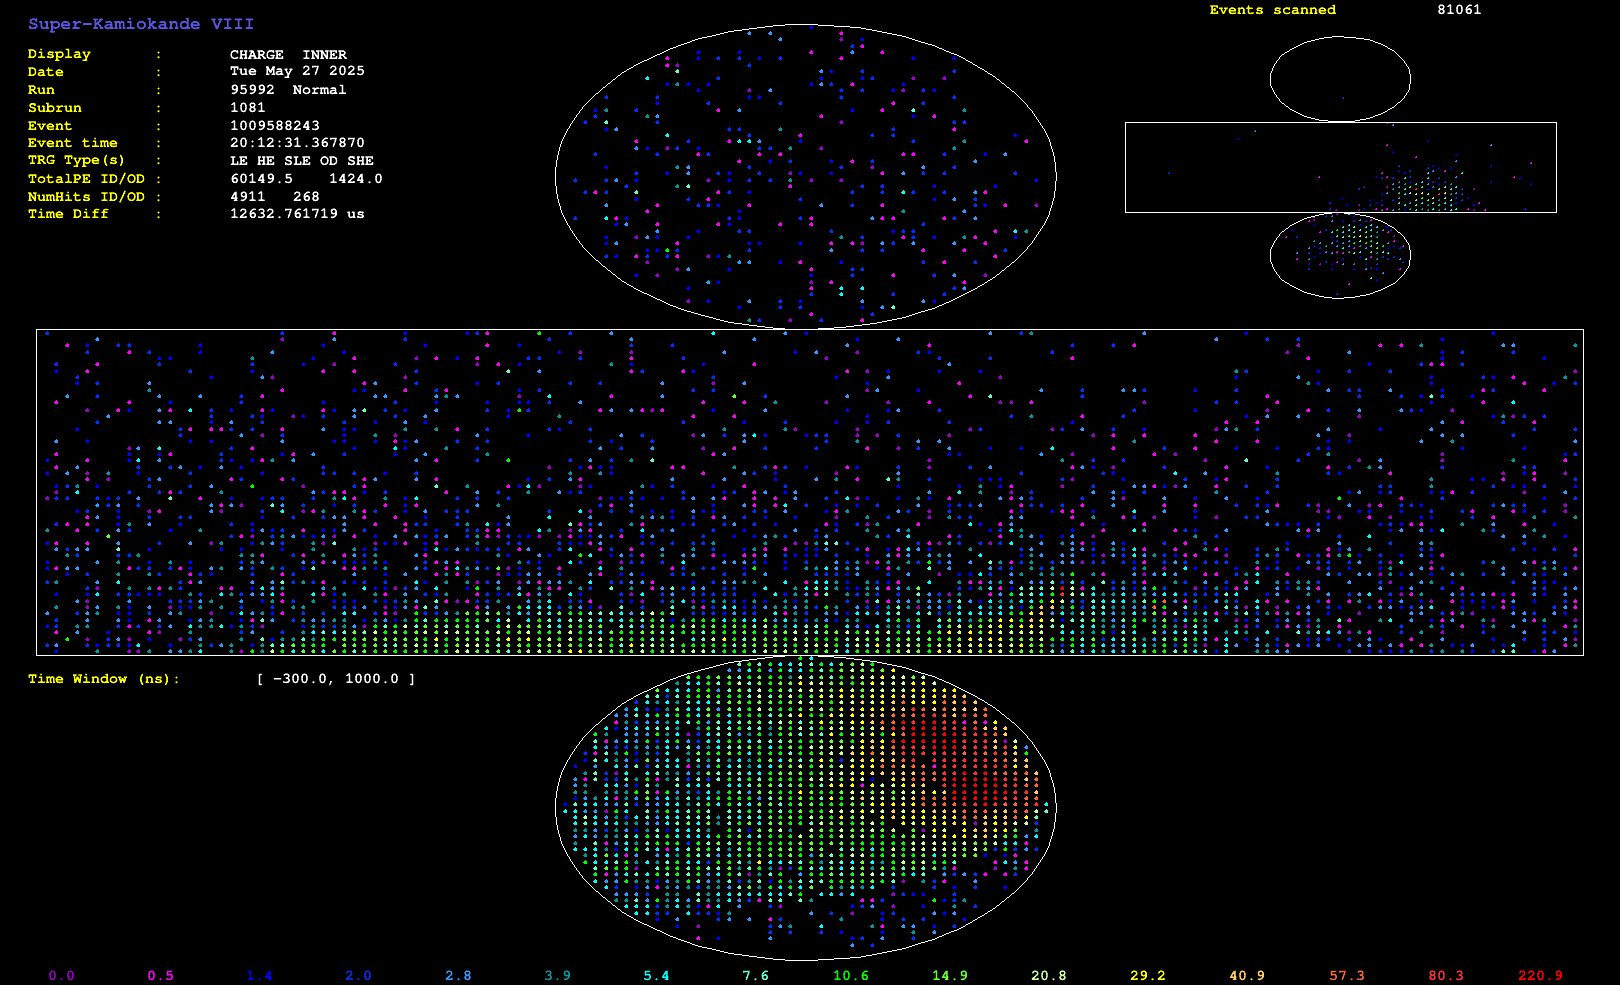 Super-Kamiokande VIII
Events scanned 81061
Display : CHARGE INNER
Date : Tue May 27 2025
Run : 95992 Normal
Subrun : 1081
Event : 1009588243
Event time : 20:12:31.367870
TRG Type(s) : LE HE SLE OD SHE
TotalPE ID/OD : 60149.5 1424.0
NumHits ID/OD : 4911 268
Time Diff : 12632.761719 us
Time Window (ns): [ -300.0, 1000.0 ]
0.0 0.5 1.4 2.0 2.8 3.9 5.4 7.6 10.6 14.9 20.8 29.2 40.9 57.3 80.3 220.9